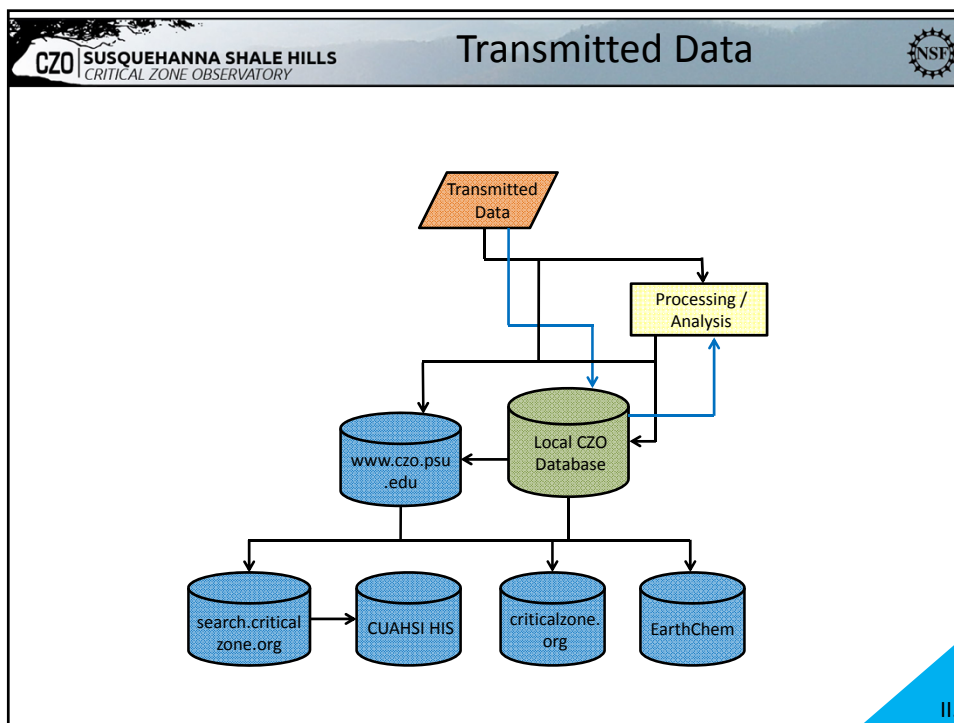 CZO
SUSQUEHANNA SHALE HILLS
CRITICAL ZONE OBSERVATORY
Transmitted Data
NSF
Transmitted
Data
Processing /
Analysis
Local CZO
Database
www.czo.psu
.edu
search.critical
zone.org
CUAHSI HIS
criticalzone.
org
EarthChem
II